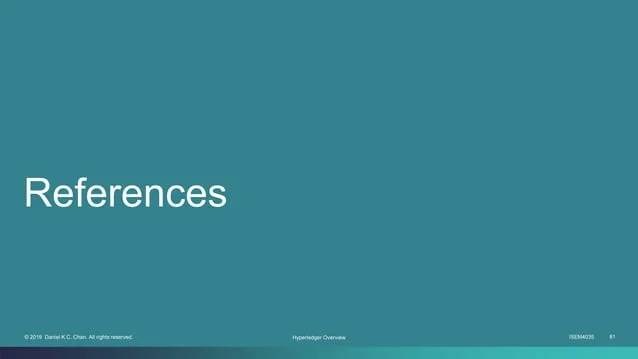 References
© 2019 Daniel K.C. Chan. All rights reserved.
Hyperledger Overview
ISEM4035
81